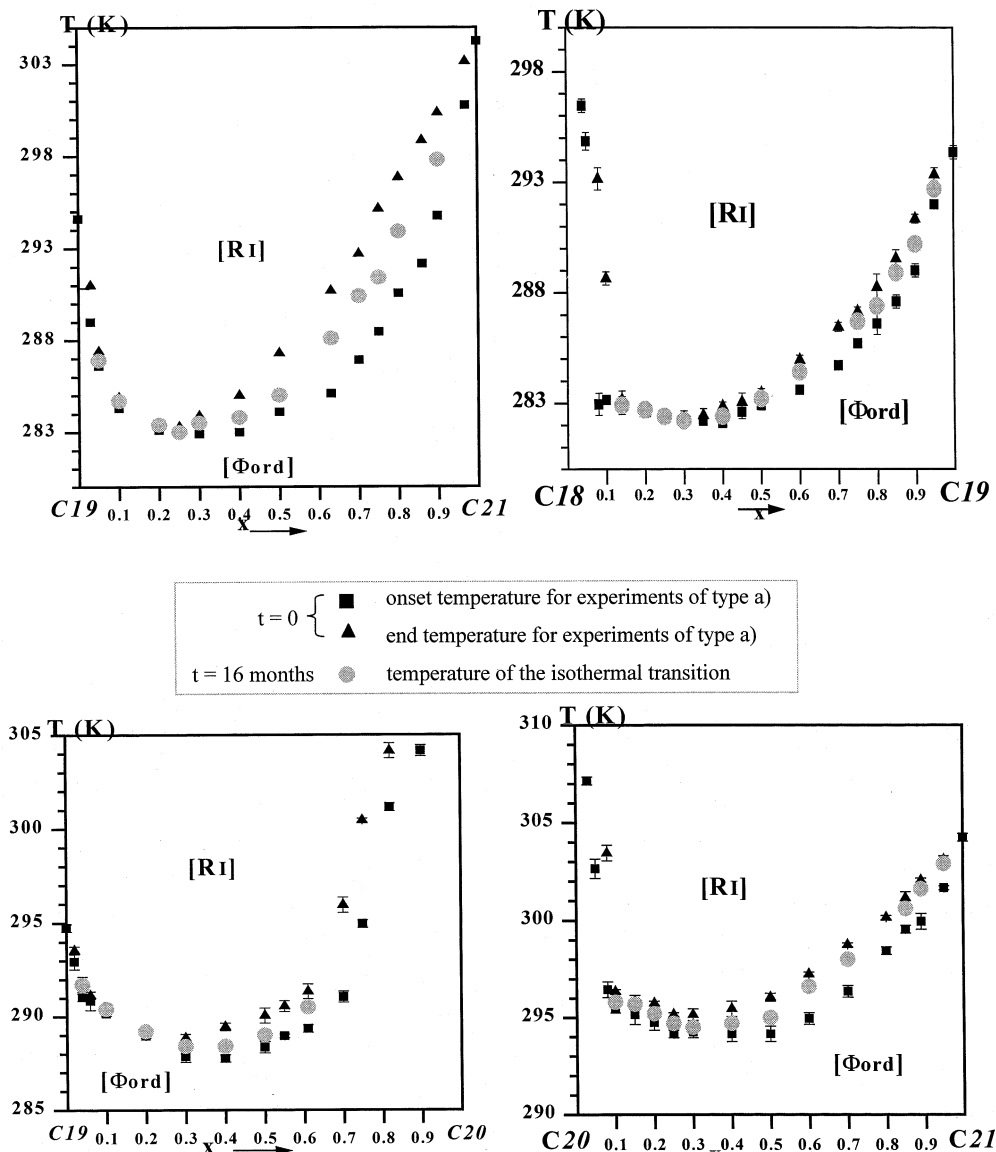 T (K)
303
298
293
288
283
[RI]
[Φord]
C19 0.1 0.2 0.3 0.4 0.5 0.6 0.7 0.8 0.9 C21
x
T (K)
298
293
288
283
[RI]
[Φord]
C18 0.1 0.2 0.3 0.4 0.5 0.6 0.7 0.8 0.9 C19
x
t = 0
onset temperature for experiments of type a)
end temperature for experiments of type a)
t = 16 months temperature of the isothermal transition
T (K)
305
300
295
290
285
[RI]
[Φord]
C19 0.1 0.2 0.3 0.4 0.5 0.6 0.7 0.8 0.9 C20
x
T (K)
310
305
300
295
290
[RI]
[Φord]
C20 0.1 0.2 0.3 0.4 0.5 0.6 0.7 0.8 0.9 C21